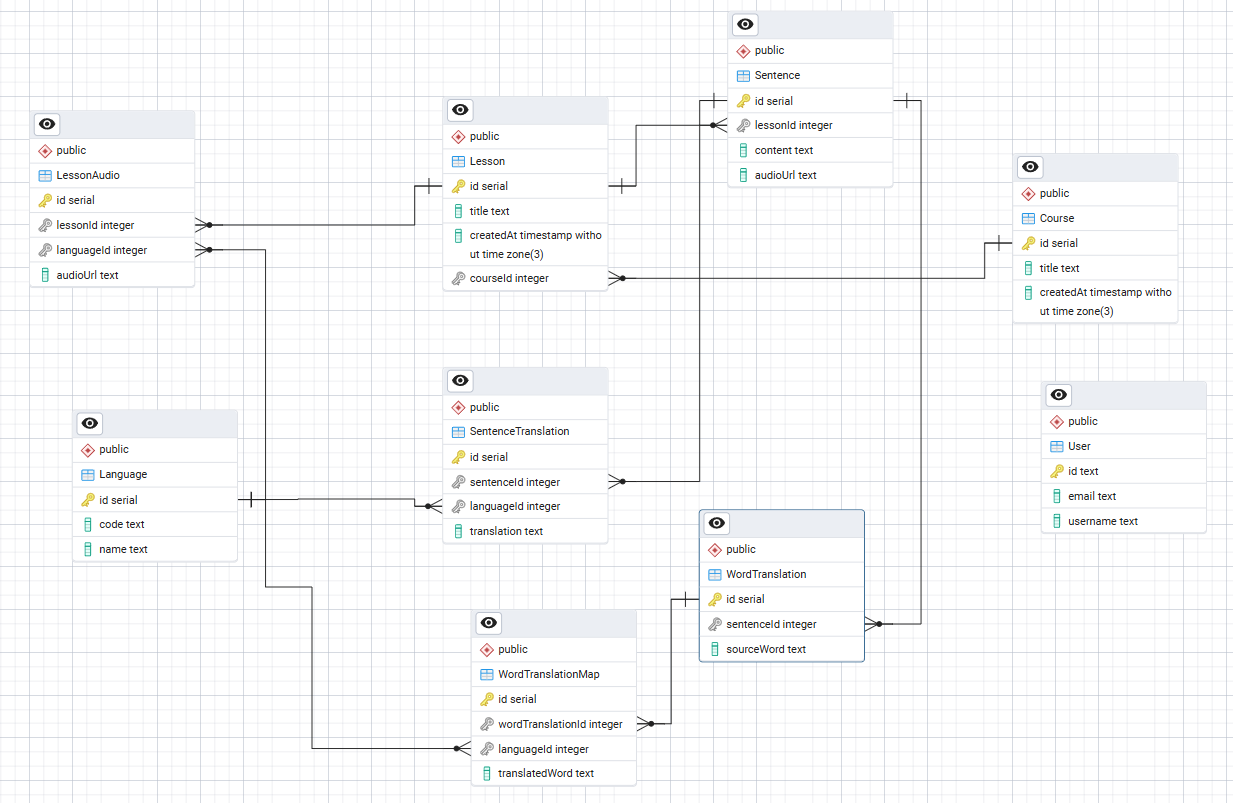 public
Sentence
id serial
lessonId integer
content text
audioUrl text
public
Lesson
id serial
title text
createdAt timestamp witho
ut time zone(3)
courseId integer
public
LessonAudio
id serial
lessonId integer
languageId integer
audioUrl text
public
Course
id serial
title text
createdAt timestamp witho
ut time zone(3)
public
SentenceTranslation
id serial
sentenceId integer
languageId integer
translation text
public
User
id text
email text
username text
public
Language
id serial
code text
name text
public
WordTranslation
id serial
sentenceId integer
sourceWord text
public
WordTranslationMap
id serial
wordTranslationId integer
languageId integer
translatedWord text